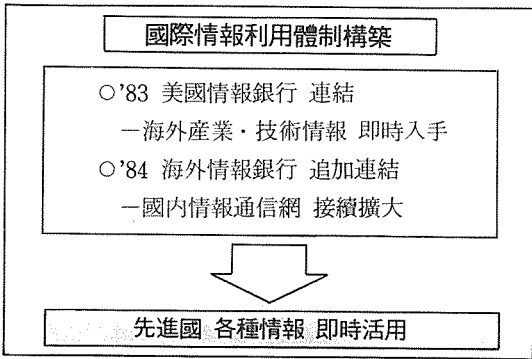 國際情報利用體制構築
○'83 美國情報銀行 連結
－海外産業·技術情報 即時入手
○'84 海外情報銀行 追加連結
－國內情報通信網 接續擴大
先進國 各種情報 即時活用